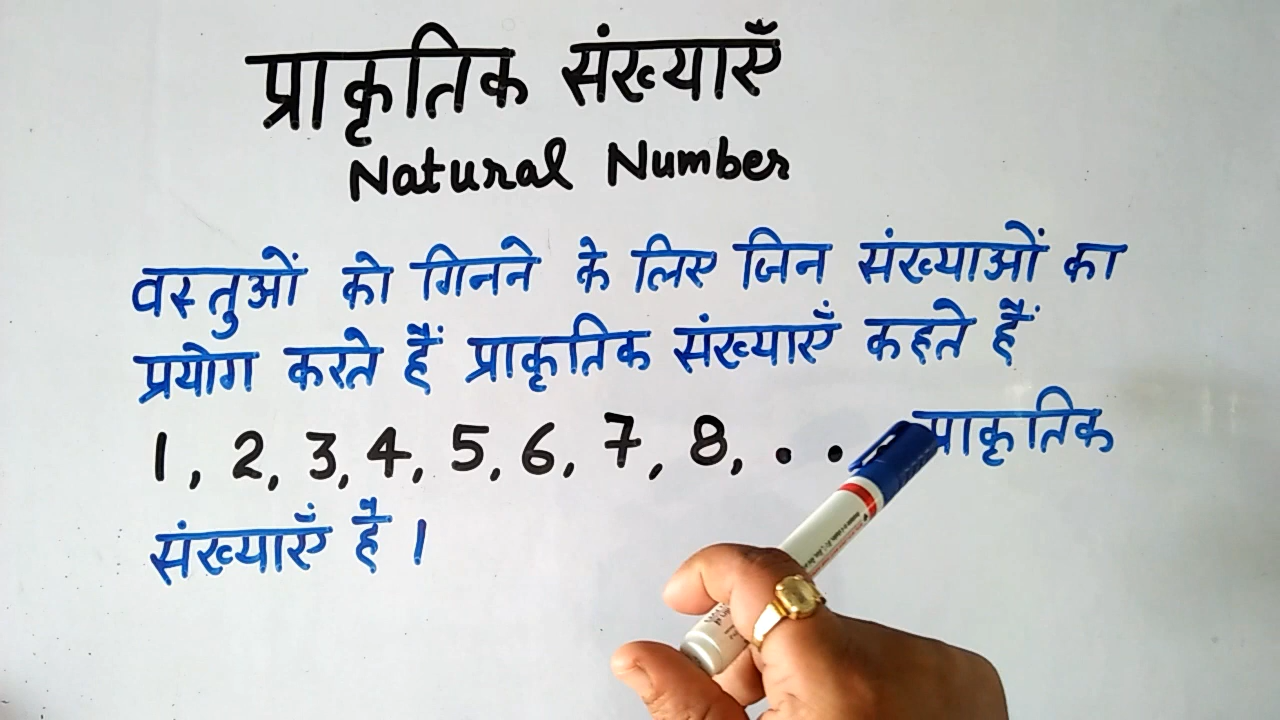 प्राकृतिक संख्याएँ
Natural Number
वस्तुओं को गिनने के लिए जिन संख्याओं का
प्रयोग करते हैं प्राकृतिक संख्याएँ कहते हैं
1, 2, 3, 4, 5, 6, 7, 8, . . प्राकृतिक
संख्याएँ है।